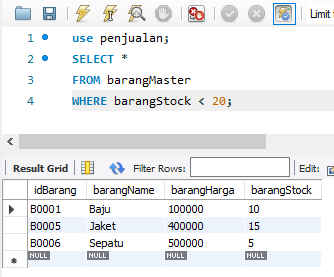 1 use penjualan;
2 SELECT *
3 FROM barangMaster
4 WHERE barangStock < 20;
Result Grid Filter Rows: Edit:
idBarang barangName barangHarga barangStock
B0001 Baju 100000 10
B0005 Jaket 400000 15
B0006 Sepatu 500000 5
NULL NULL NULL NULL